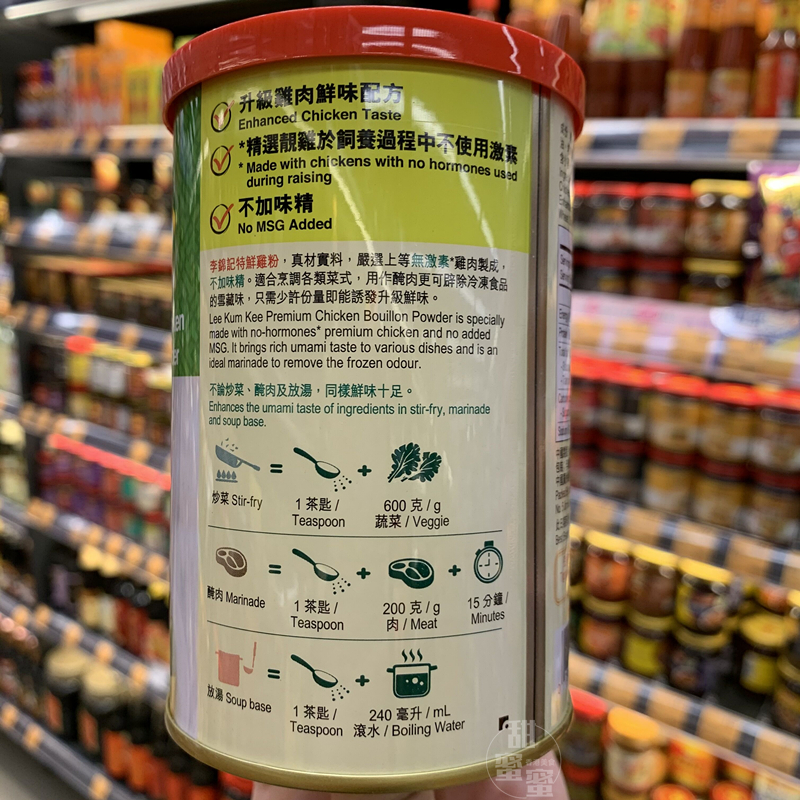 升級雞肉鮮味配方
Enhanced Chicken Taste
*精選靚雞於飼養過程中不使用激素
* Made with chickens with no hormones used
during raising
不加味精
No MSG Added
李錦記特鮮雞粉，真材實料，嚴選上等無激素*雞肉製成，
不加味精。適合烹調各類菜式，用作醃肉更可辟除冷凍食品
的雪藏味，只需少許份量即能誘發升級鮮味。
Lee Kum Kee Premium Chicken Bouillon Powder is specially
made with no-hormones* premium chicken and no added
MSG. It brings rich umami taste to various dishes and is an
ideal marinade to remove the frozen odour.
不論炒菜、醃肉及放湯，同樣鮮味十足。
Enhances the umami taste of ingredients in stir-fry, marinade
and soup base.
= +
炒菜 Stir-fry
1 茶匙 /
Teaspoon
600 克 / g
蔬菜 / Veggie
= + +
醃肉 Marinade
1 茶匙 /
Teaspoon
200 克 / g
肉 / Meat
15 分鐘 /
Minutes
= +
放湯 Soup base
1 茶匙 /
Teaspoon
240 毫升 / mL
滾水 / Boiling Water
甜
蜜蜜